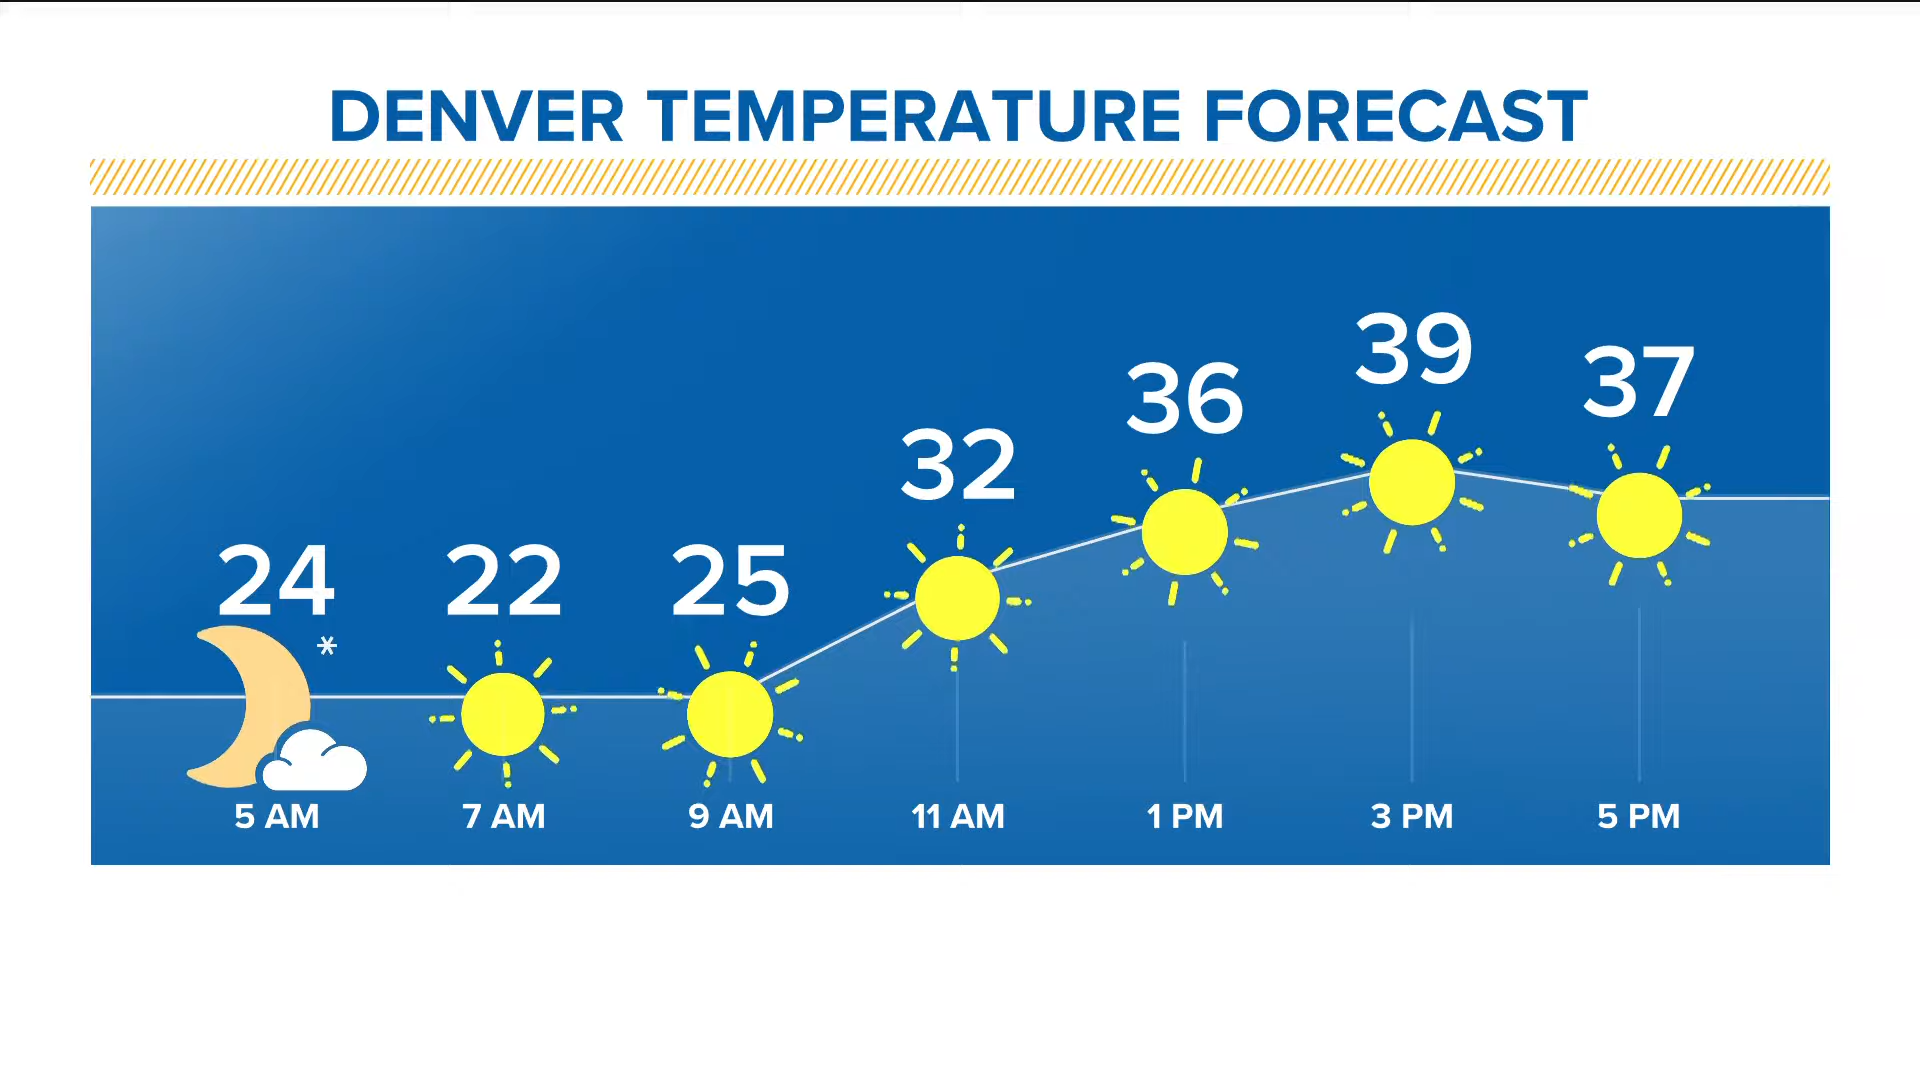 DENVER TEMPERATURE FORECAST
24 22 25 32 36 39 37
5 AM 7 AM 9 AM 11 AM 1 PM 3 PM 5 PM